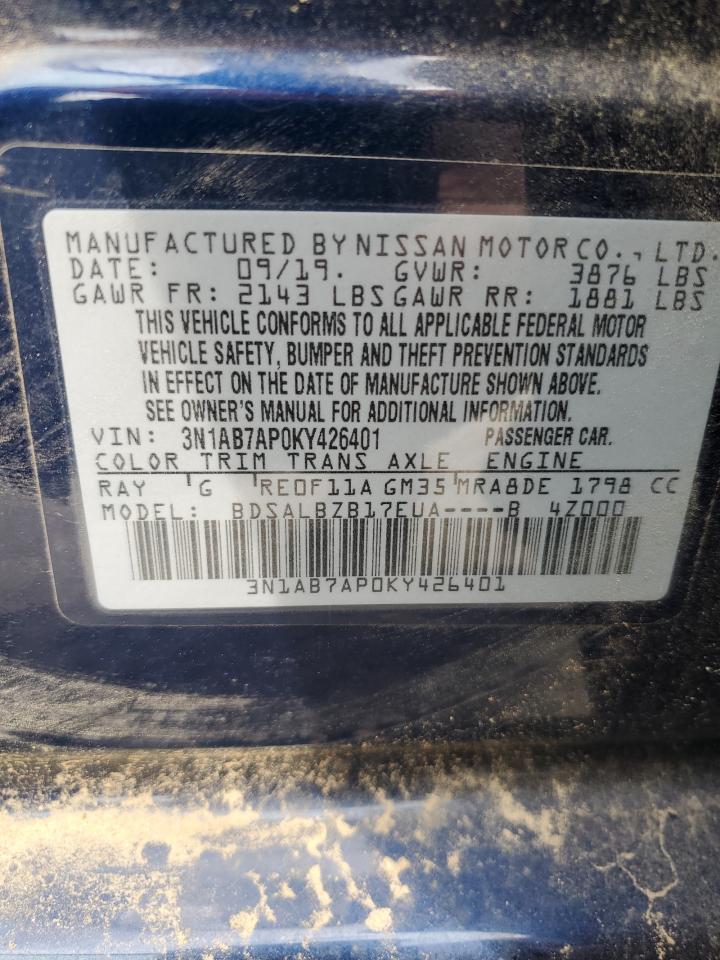 MANUFACTURED BY NISSAN MOTOR CO., LTD.
DATE: 09/19. GVWR: 3876 LBS
GAWR FR: 2143 LBS GAWR RR: 1881 LBS
THIS VEHICLE CONFORMS TO ALL APPLICABLE FEDERAL MOTOR
VEHICLE SAFETY, BUMPER AND THEFT PREVENTION STANDARDS
IN EFFECT ON THE DATE OF MANUFACTURE SHOWN ABOVE.
SEE OWNER'S MANUAL FOR ADDITIONAL INFORMATION.
VIN: 3N1AB7AP0KY426401 PASSENGER CAR.
COLOR TRIM TRANS AXLE ENGINE
RAY G RE0F11A GM35 MRA8DE 1798 CC
MODEL: BDSALBZB17EUA----B 4Z000
3N1AB7AP0KY426401